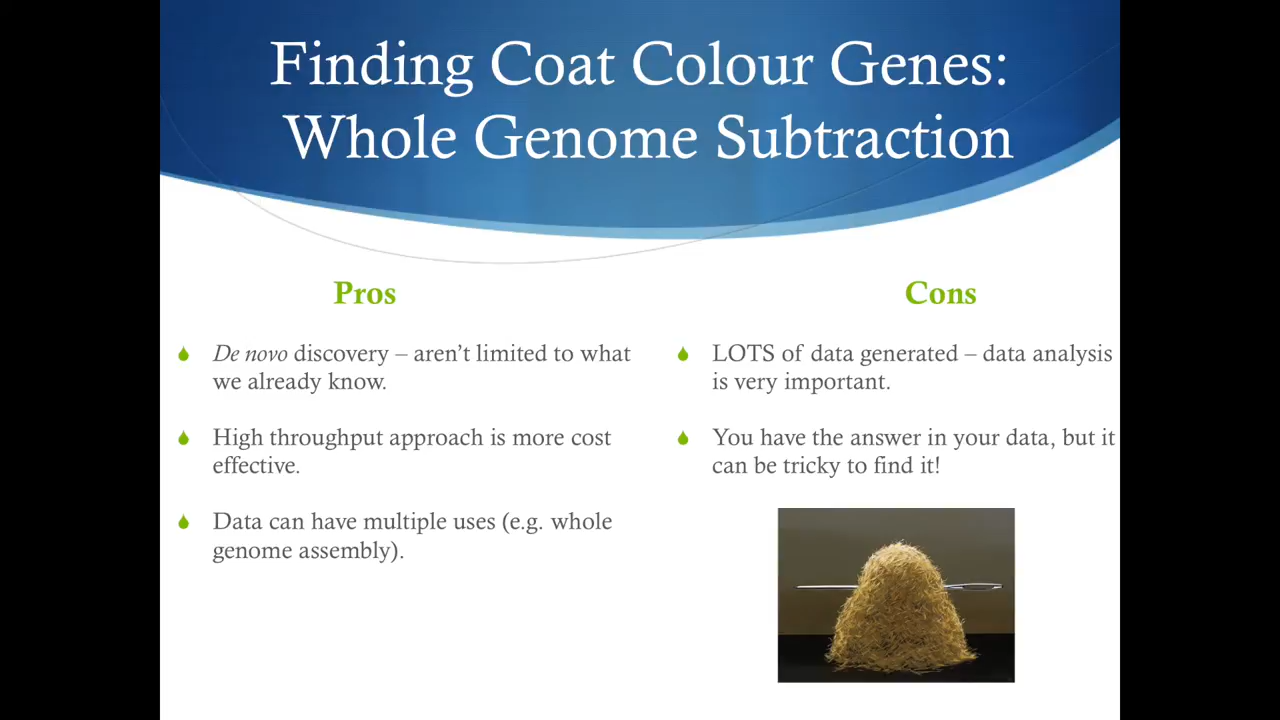 Finding Coat Colour Genes:
Whole Genome Subtraction
Pros
De novo discovery – aren’t limited to what
we already know.
High throughput approach is more cost
effective.
Data can have multiple uses (e.g. whole
genome assembly).
Cons
LOTS of data generated – data analysis
is very important.
You have the answer in your data, but it
can be tricky to find it!